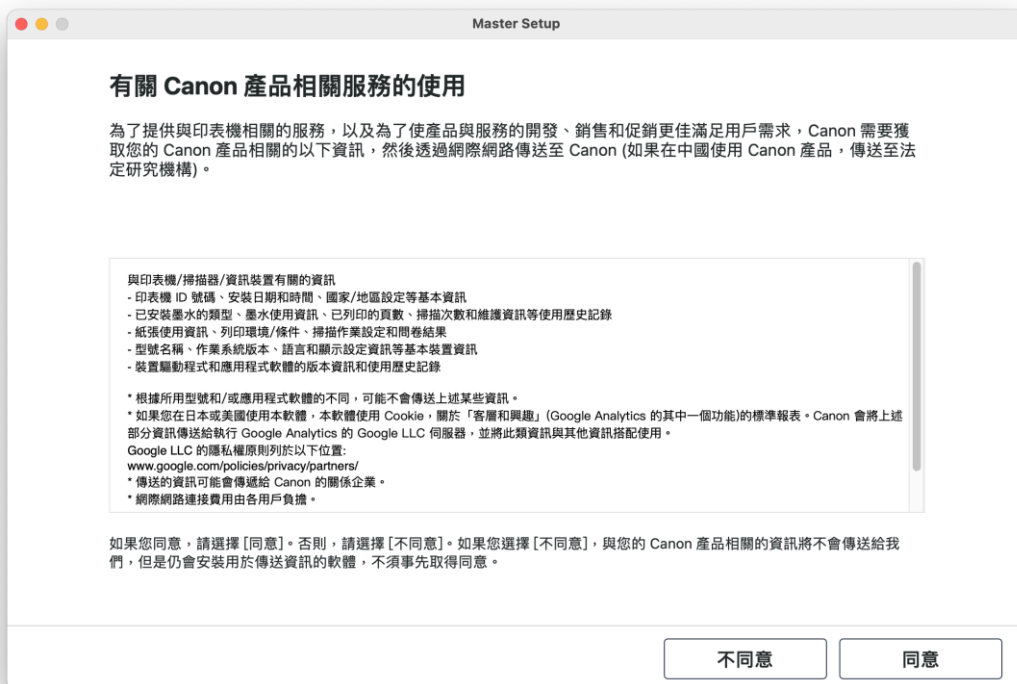 Master Setup
有關 Canon 產品相關服務的使用
為了提供與印表機相關的服務，以及為了使產品與服務的開發、銷售和促銷更佳滿足用戶需求，Canon 需要獲
取您的 Canon 產品相關的以下資訊，然後透過網際網路傳送至 Canon (如果在中國使用 Canon 產品，傳送至法
定研究機構)。
與印表機/掃描器/資訊裝置有關的資訊
- 印表機 ID 號碼、安裝日期和時間、國家/地區設定等基本資訊
- 已安裝墨水的類型、墨水使用資訊、已列印的頁數、掃描次數和維護資訊等使用歷史記錄
- 紙張使用資訊、列印環境/條件、掃描作業設定和問卷結果
- 型號名稱、作業系統版本、語言和顯示設定資訊等基本裝置資訊
- 裝置驅動程式和應用程式軟體的版本資訊和使用歷史記錄
* 根據所用型號和/或應用程式軟體的不同，可能不會傳送上述某些資訊。
* 如果您在日本或美國使用本軟體，本軟體使用 Cookie，關於「客層和興趣」(Google Analytics 的其中一個功能)的標準報表。Canon 會將上述
部分資訊傳送給執行 Google Analytics 的 Google LLC 伺服器，並將此類資訊與其他資訊搭配使用。
Google LLC 的隱私權原則列於以下位置:
www.google.com/policies/privacy/partners/
* 傳送的資訊可能會傳遞給 Canon 的關係企業。
* 網際網路連接費用由各用戶負擔。
如果您同意，請選擇 [同意]。否則，請選擇 [不同意]。如果您選擇 [不同意]，與您的 Canon 產品相關的資訊將不會傳送給我
們，但是仍會安裝用於傳送資訊的軟體，不須事先取得同意。
不同意
同意